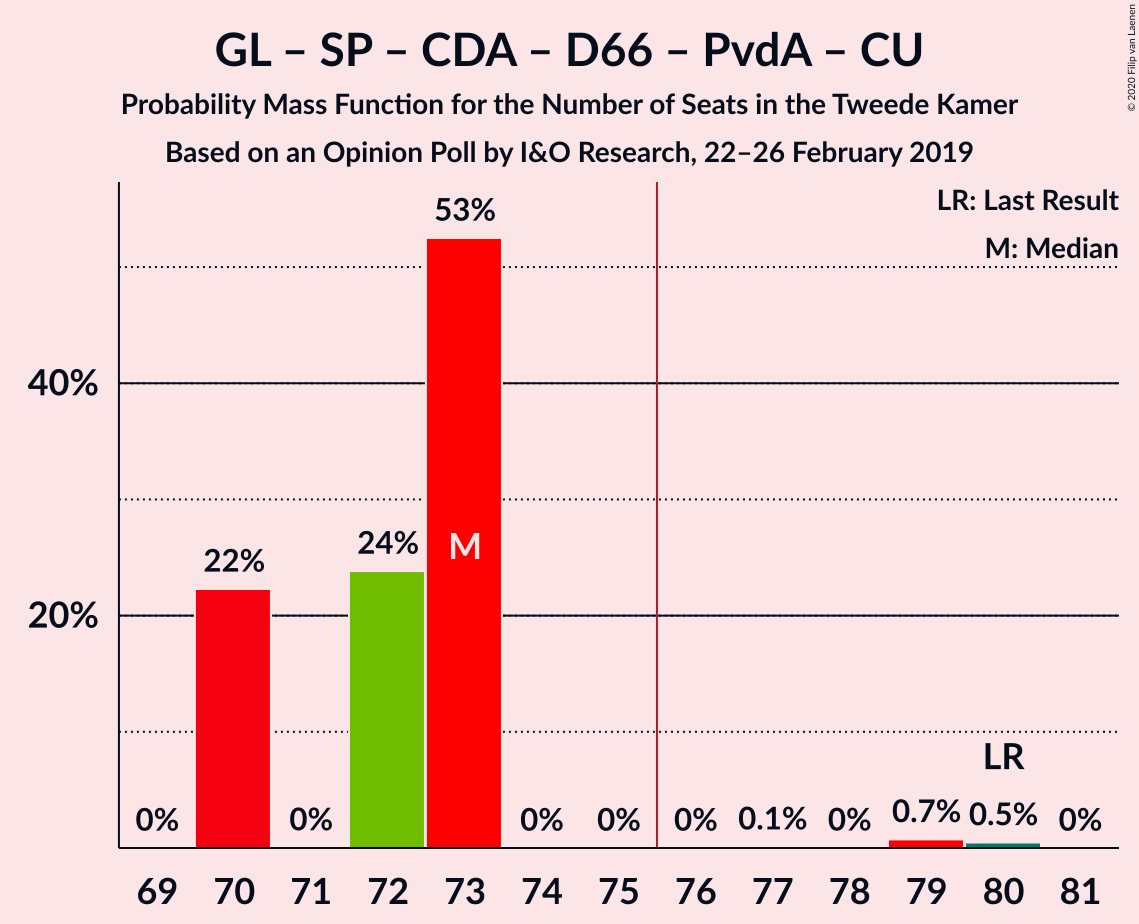 GL – SP – CDA – D66 – PvdA – CU
Probability Mass Function for the Number of Seats in the Tweede Kamer
Based on an Opinion Poll by I&O Research, 22–26 February 2019
© 2020 Filip van Laenen
LR: Last Result
M: Median
53%
40%
24%
M
22%
20%
LR
0% 0% 0% 0% 0% 0.1% 0% 0.7% 0.5% 0%
69 70 71 72 73 74 75 76 77 78 79 80 81